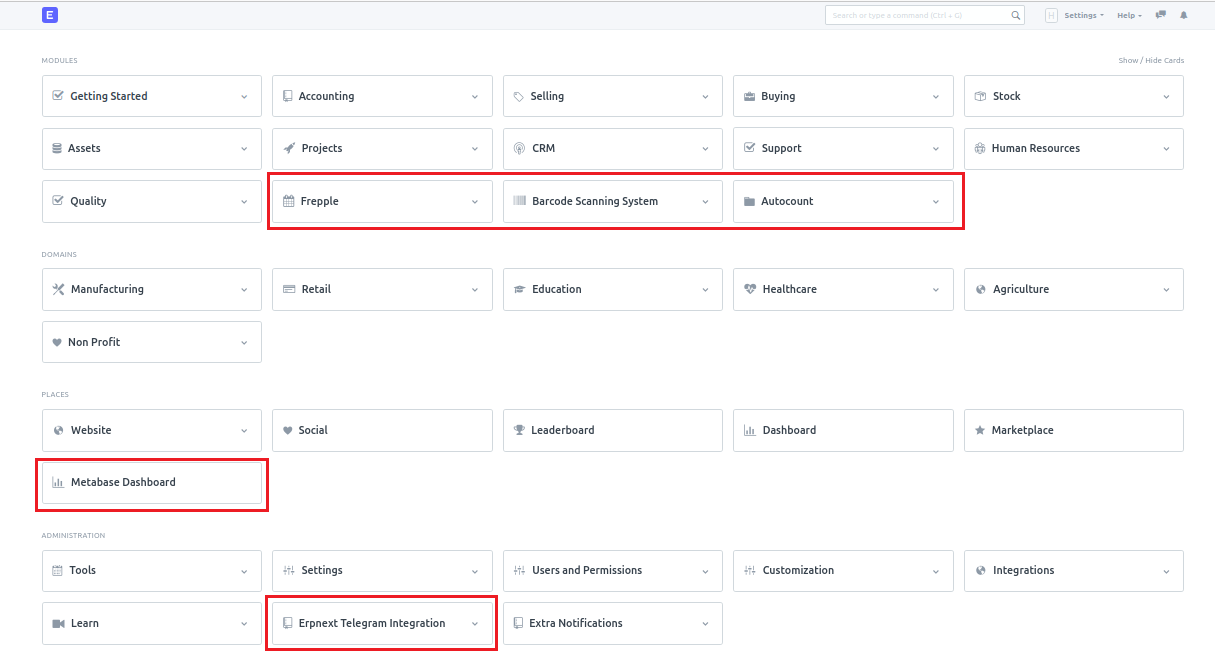 E
Search or type a command (Ctrl + G)
H Settings Help
MODULES
Show / Hide Cards
Getting Started Accounting Selling Buying Stock
Assets Projects CRM Support Human Resources
Quality Frepple Barcode Scanning System Autocount
DOMAINS
Manufacturing Retail Education Healthcare Agriculture
Non Profit
PLACES
Website Social Leaderboard Dashboard Marketplace
Metabase Dashboard
ADMINISTRATION
Tools Settings Users and Permissions Customization Integrations
Learn Erpnext Telegram Integration Extra Notifications